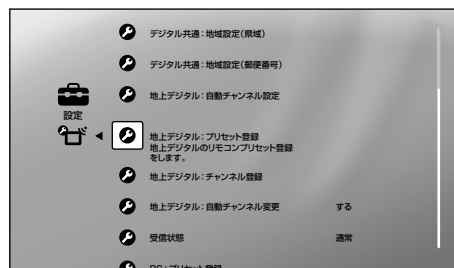 デジタル共通：地域設定（県域）
デジタル共通：地域設定（郵便番号）
地上デジタル：自動チャンネル設定
設定
地上デジタル：プリセット登録
地上デジタルのリモコンプリセット登録
をします。
地上デジタル：チャンネル登録
地上デジタル：自動チャンネル変更 する
受信状態 通常